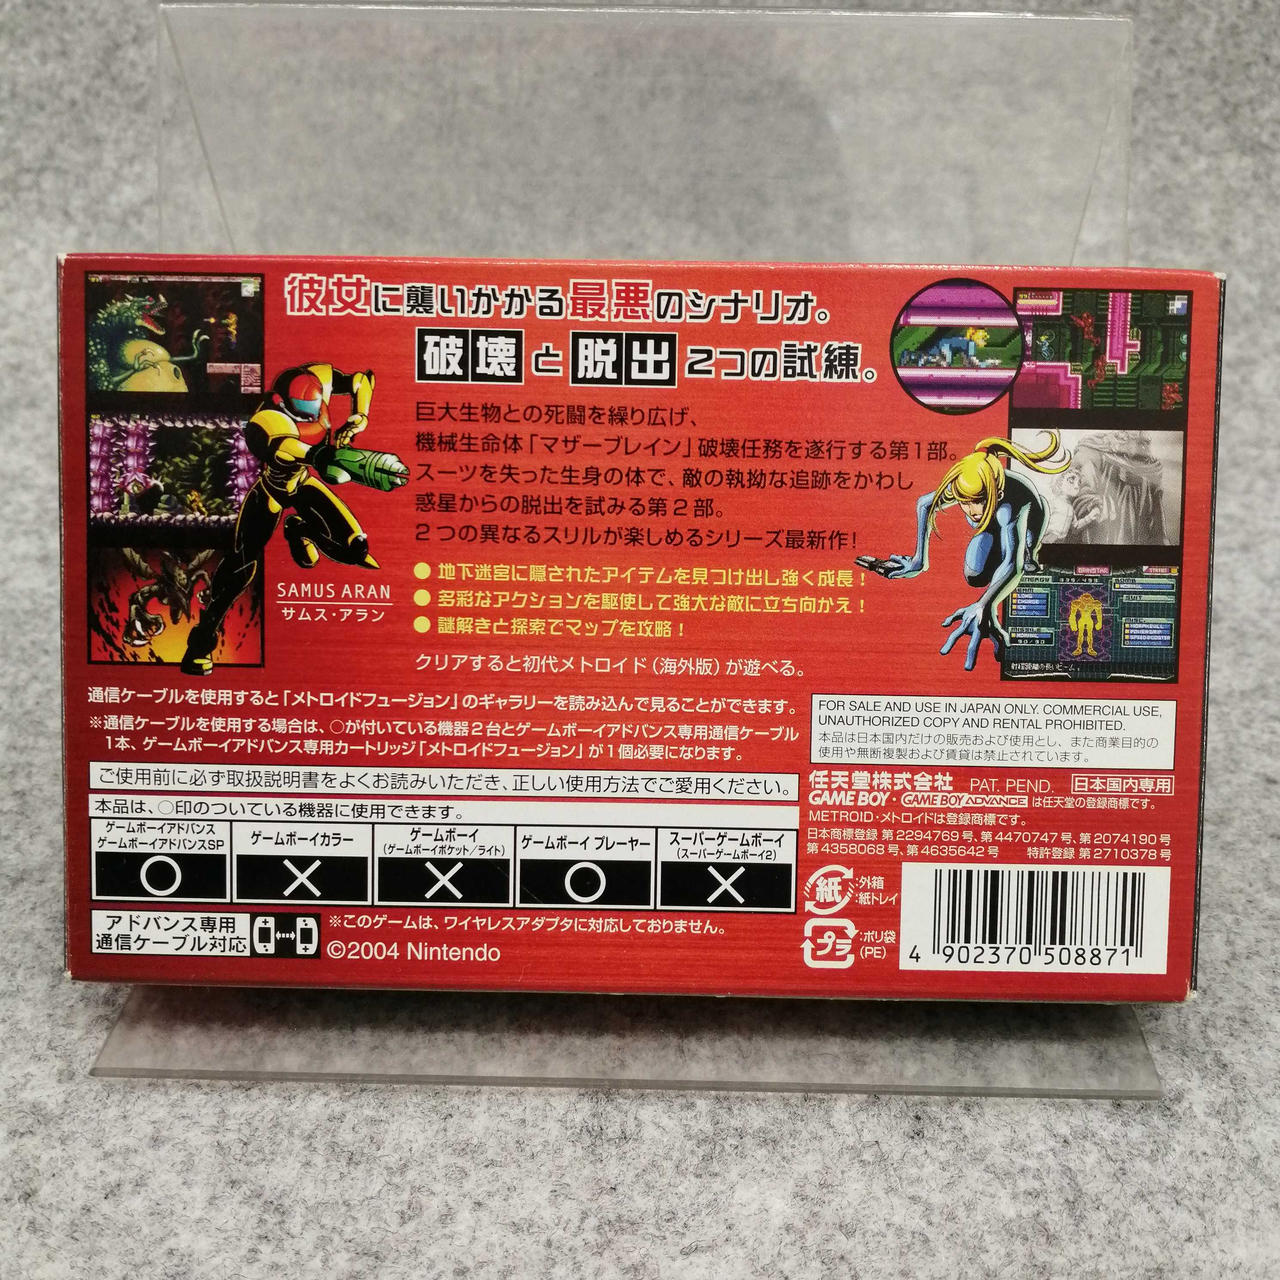 彼女に襲いかかる最悪のシナリオ。
破壊と脱出 2つの試練。
巨大生物との死闘を繰り広げ、
機械生命体「マザーブレイン」破壊任務を遂行する第1部。
スーツを失った生身の体で、敵の執拗な追跡をかわし
惑星からの脱出を試みる第2部。
2つの異なるスリルが楽しめるシリーズ最新作!
● 地下迷宮に隠されたアイテムを見つけ出し強く成長!
● 多彩なアクションを駆使して強大な敵に立ち向かえ!
● 謎解きと探索でマップを攻略!
クリアすると初代メトロイド(海外版)が遊べる。
SAMUS ARAN
サムス・アラン
通信ケーブルを使用すると「メトロイドフュージョン」のギャラリーを読み込んで見ることができます。
※通信ケーブルを使用する場合は、○が付いている機器2台とゲームボーイアドバンス専用通信ケーブル
1本、ゲームボーイアドバンス専用カートリッジ「メトロイドフュージョン」が1個必要になります。
ご使用前に必ず取扱説明書をよくお読みいただき、正しい使用方法でご愛用ください。
本品は、○印のついている機器に使用できます。
ゲームボーイアドバンス
ゲームボーイアドバンスSP
○
ゲームボーイカラー
×
ゲームボーイ
(ゲームボーイポケット/ライト)
×
ゲームボーイ プレーヤー
○
スーパーゲームボーイ
(スーパーゲームボーイ2)
×
アドバンス専用
通信ケーブル対応
※このゲームは、ワイヤレスアダプタに対応しておりません。
©2004 Nintendo
FOR SALE AND USE IN JAPAN ONLY. COMMERCIAL USE,
UNAUTHORIZED COPY AND RENTAL PROHIBITED.
本品は日本国内だけの販売および使用とし、また商業目的の
使用や無断複製および賃貸は禁止されています。
任天堂株式会社 PAT. PEND. 日本国内専用
GAME BOY・GAME BOY ADVANCE は任天堂の登録商標です。
METROID・メトロイドは登録商標です。
日本商標登録 第2294769号、第4470747号、第2074190号
第4358068号、第4635642号 特許登録 第2710378号
紙 :外箱
:紙トレイ
プラ :ポリ袋
(PE)
4 902370 508871